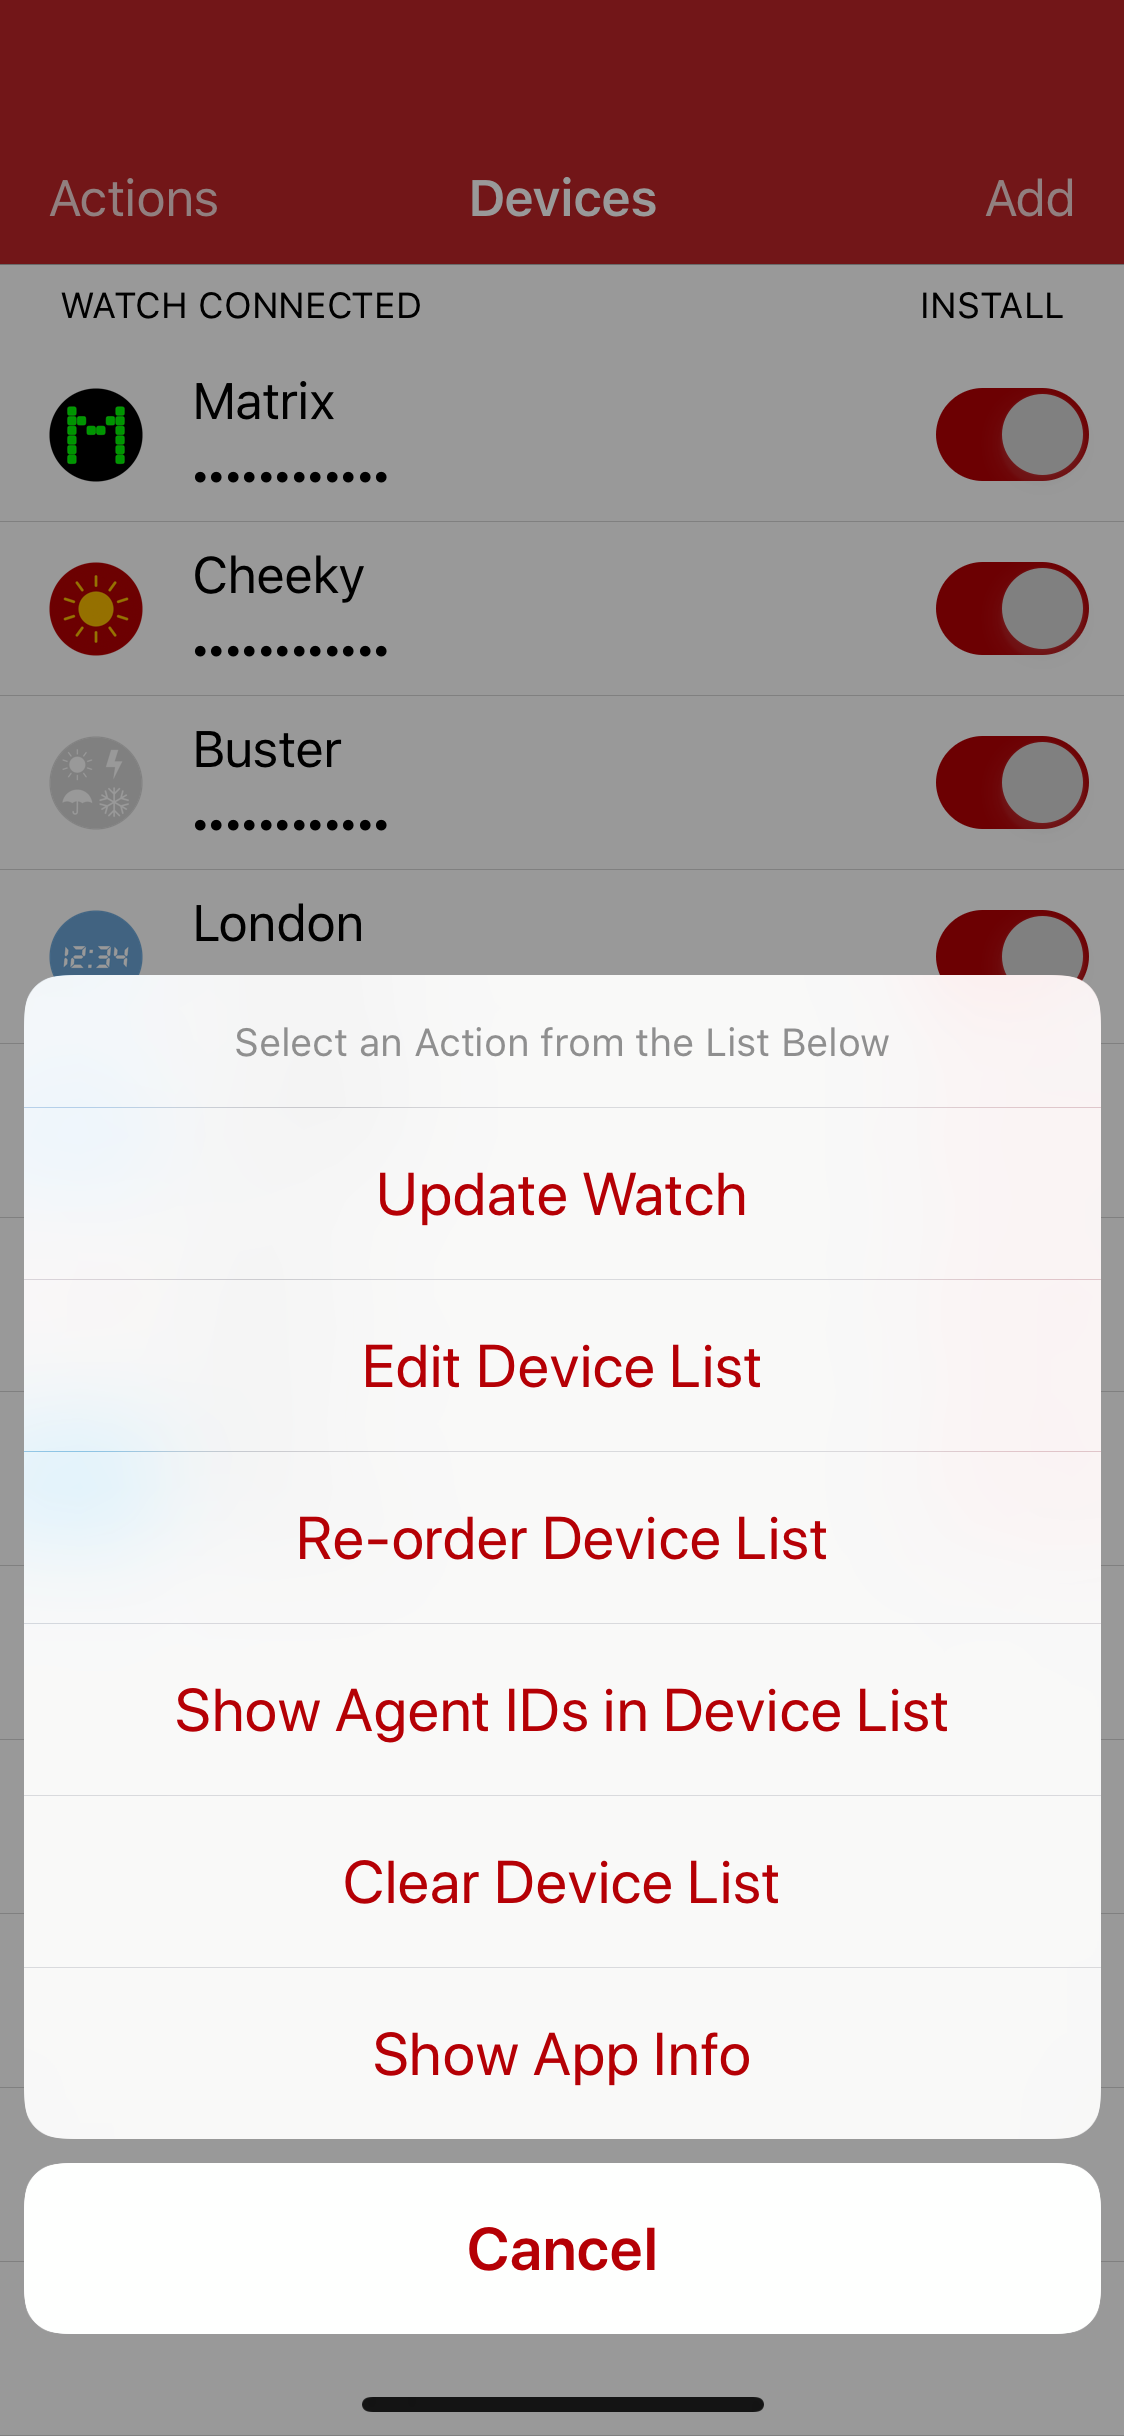 Actions Devices Add
WATCH CONNECTED INSTALL
Matrix
••••••••••••
Cheeky
••••••••••••
Buster
••••••••••••
London
12:34
Select an Action from the List Below
Update Watch
Edit Device List
Re-order Device List
Show Agent IDs in Device List
Clear Device List
Show App Info
Cancel